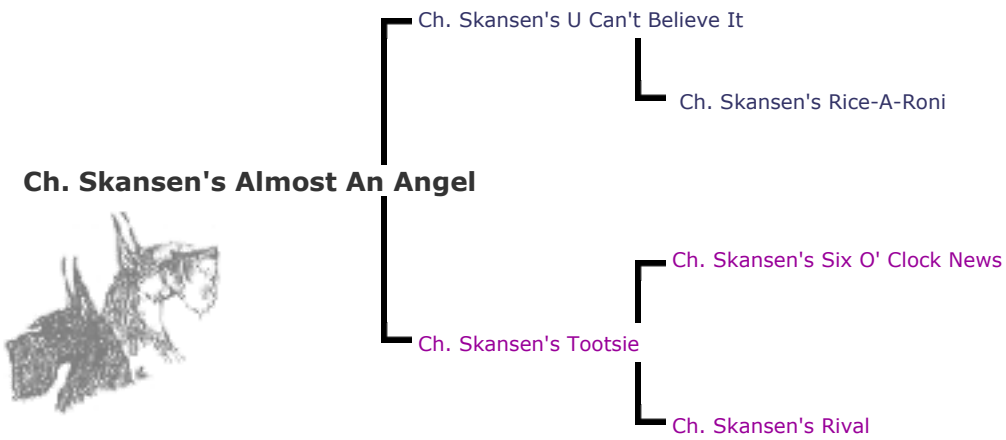 Ch. Skansen's U Can't Believe It
Ch. Skansen's Rice-A-Roni
Ch. Skansen's Almost An Angel
Ch. Skansen's Six O' Clock News
Ch. Skansen's Tootsie
Ch. Skansen's Rival